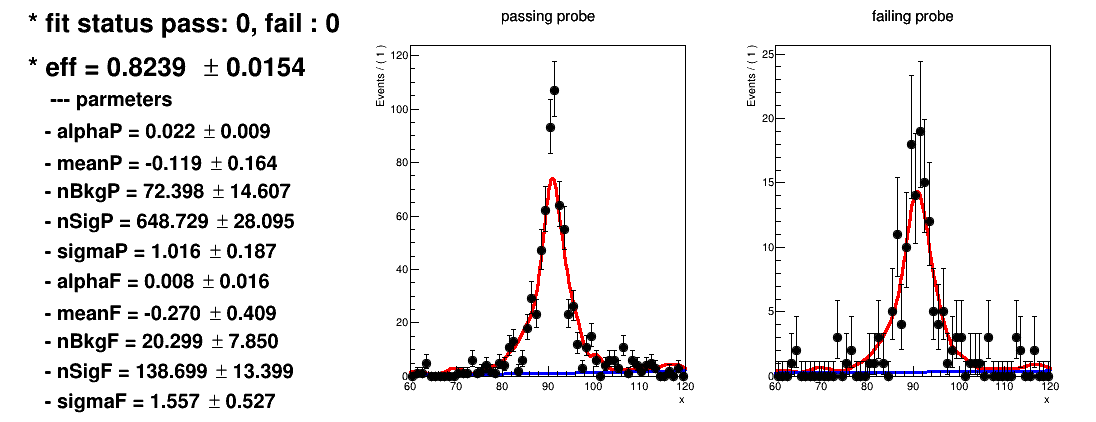 * fit status pass: 0, fail : 0
* eff = 0.8239 ± 0.0154
--- parmeters
- alphaP = 0.022 ± 0.009
- meanP = -0.119 ± 0.164
- nBkgP = 72.398 ± 14.607
- nSigP = 648.729 ± 28.095
- sigmaP = 1.016 ± 0.187
- alphaF = 0.008 ± 0.016
- meanF = -0.270 ± 0.409
- nBkgF = 20.299 ± 7.850
- nSigF = 138.699 ± 13.399
- sigmaF = 1.557 ± 0.527
passing probe
Events / ( 1 )
120
100
80
60
40
20
0
60 70 80 90 100 110 120
x
failing probe
Events / ( 1 )
25
20
15
10
5
0
60 70 80 90 100 110 120
x